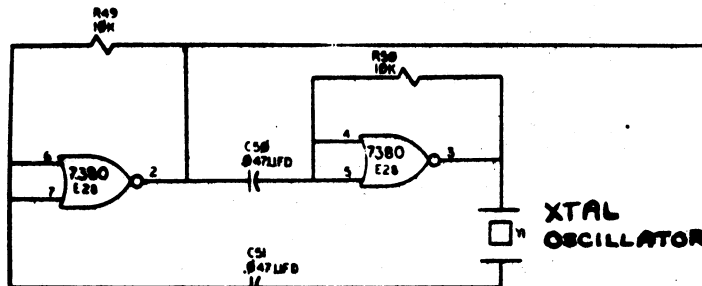 R49
10K
R50
10K
6
7
7380
E28
2
C50
.047UFD
4
5
7380
E28
3
XTAL
OSCILLATOR
Y1
C51
.047UFD